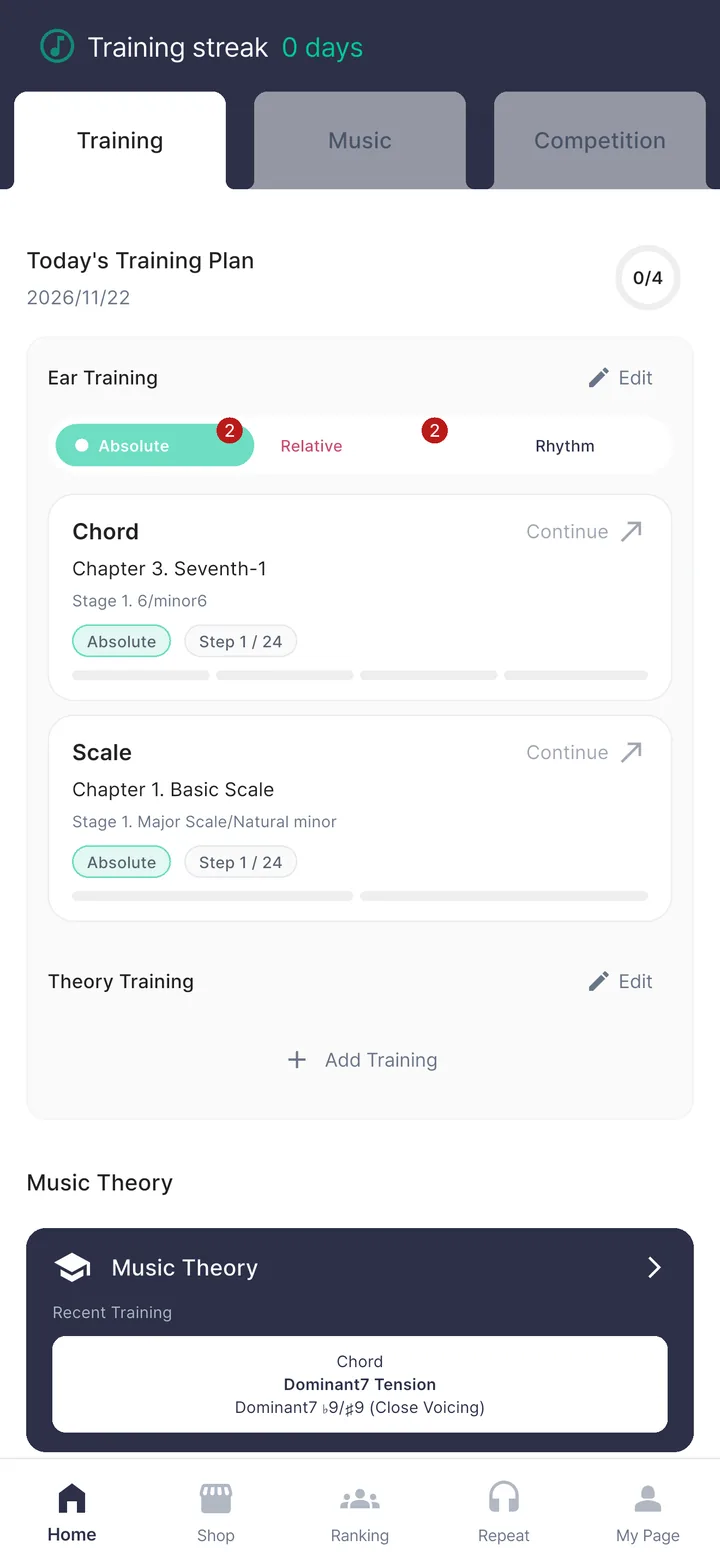 Training streak 0 days
Training
Music
Competition
Today's Training Plan
2026/11/22
0/4
Ear Training
Edit
Absolute
2
Relative
2
Rhythm
Chord
Continue
Chapter 3. Seventh-1
Stage 1. 6/minor6
Absolute
Step 1 / 24
Scale
Continue
Chapter 1. Basic Scale
Stage 1. Major Scale/Natural minor
Absolute
Step 1 / 24
Theory Training
Edit
+ Add Training
Music Theory
Music Theory
Recent Training
Chord
Dominant7 Tension
Dominant7 ♭9/♯9 (Close Voicing)
Home
Shop
Ranking
Repeat
My Page